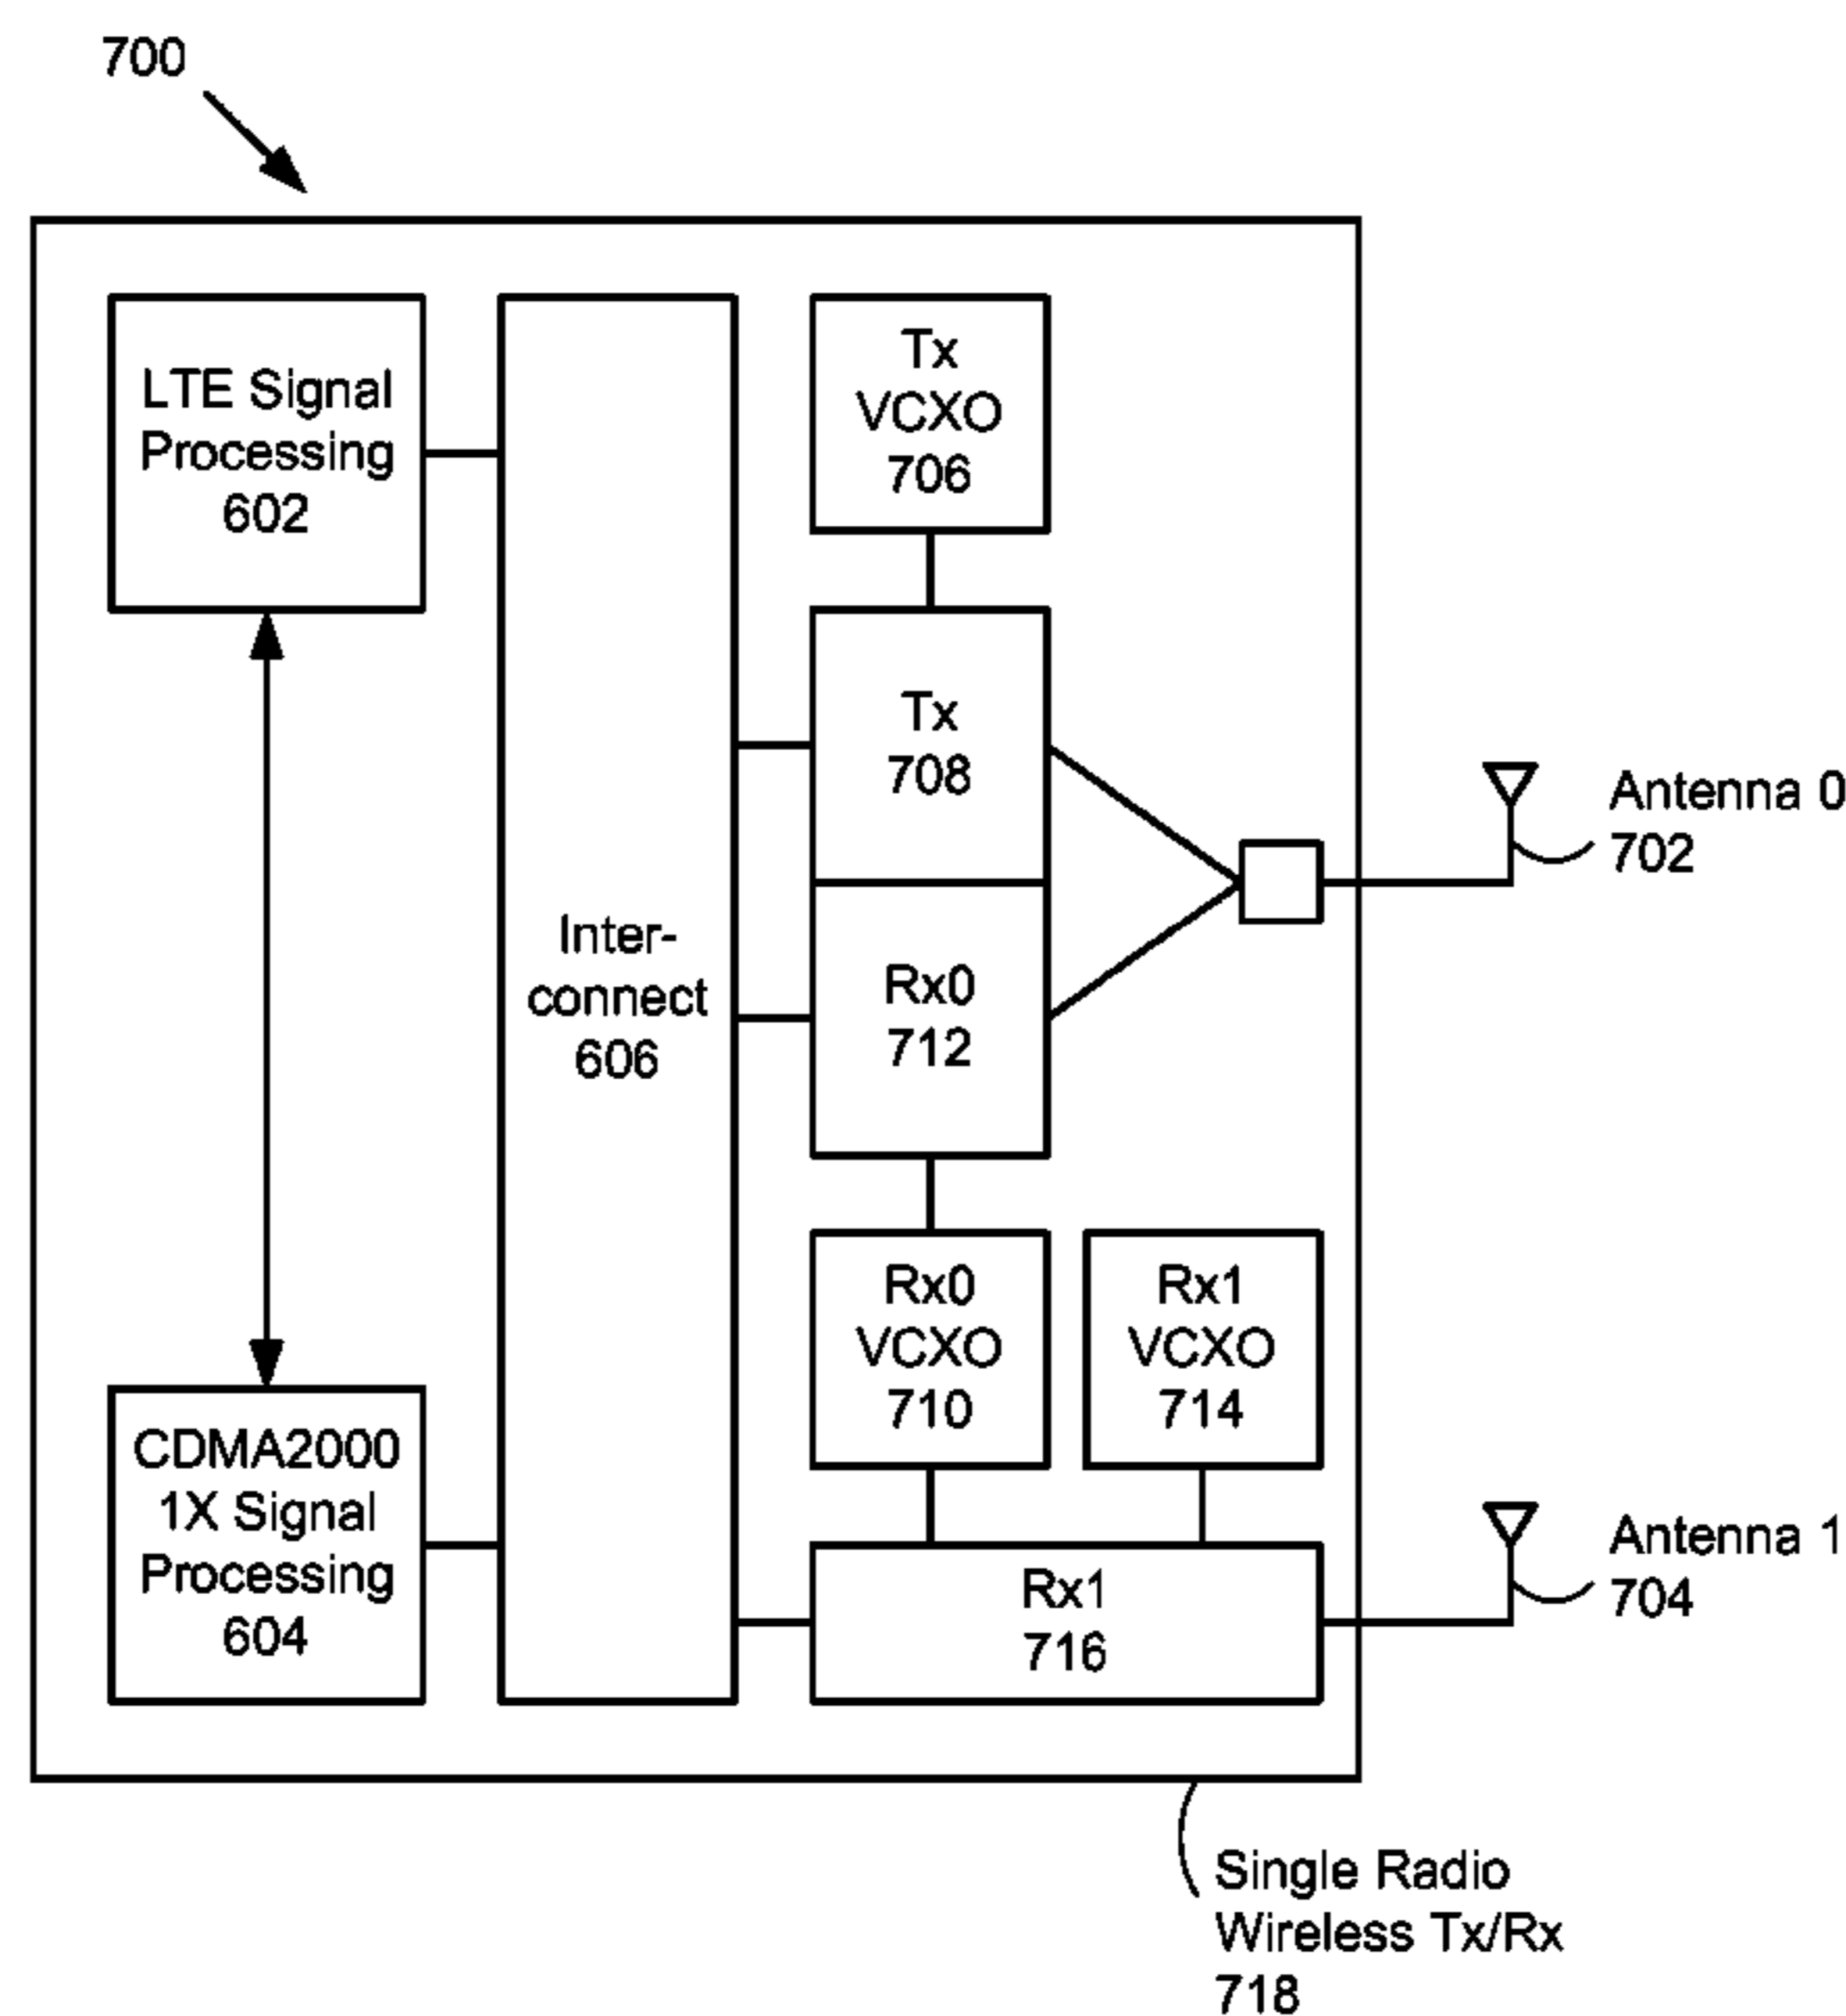 700
LTE Signal
Processing
602
Tx
VCXO
706
Tx
708
Antenna 0
702
Inter-
connect
606
Rx0
712
Rx0
VCXO
710
Rx1
VCXO
714
CDMA2000
1X Signal
Processing
604
Rx1
716
Antenna 1
704
Single Radio
Wireless Tx/Rx
718